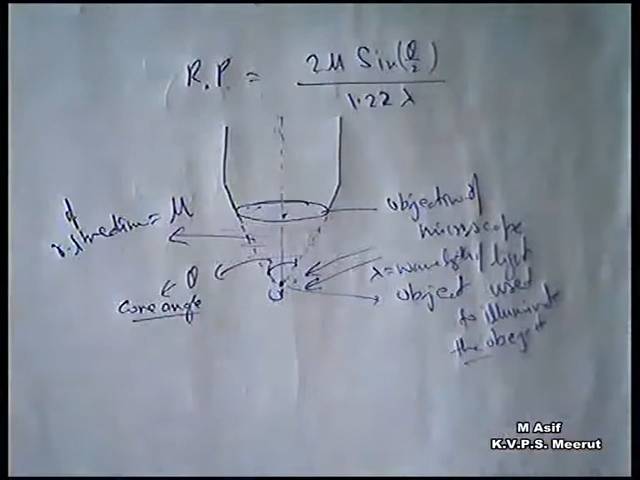 R.P. = 2μ Sin(θ/2) / 1.22 λ
of
r.i medium = μ
objective of
microscope
λ = wavelength of light
θ
cone angle
object used
to illuminate
the object
M Asif
K.V.P.S. Meerut